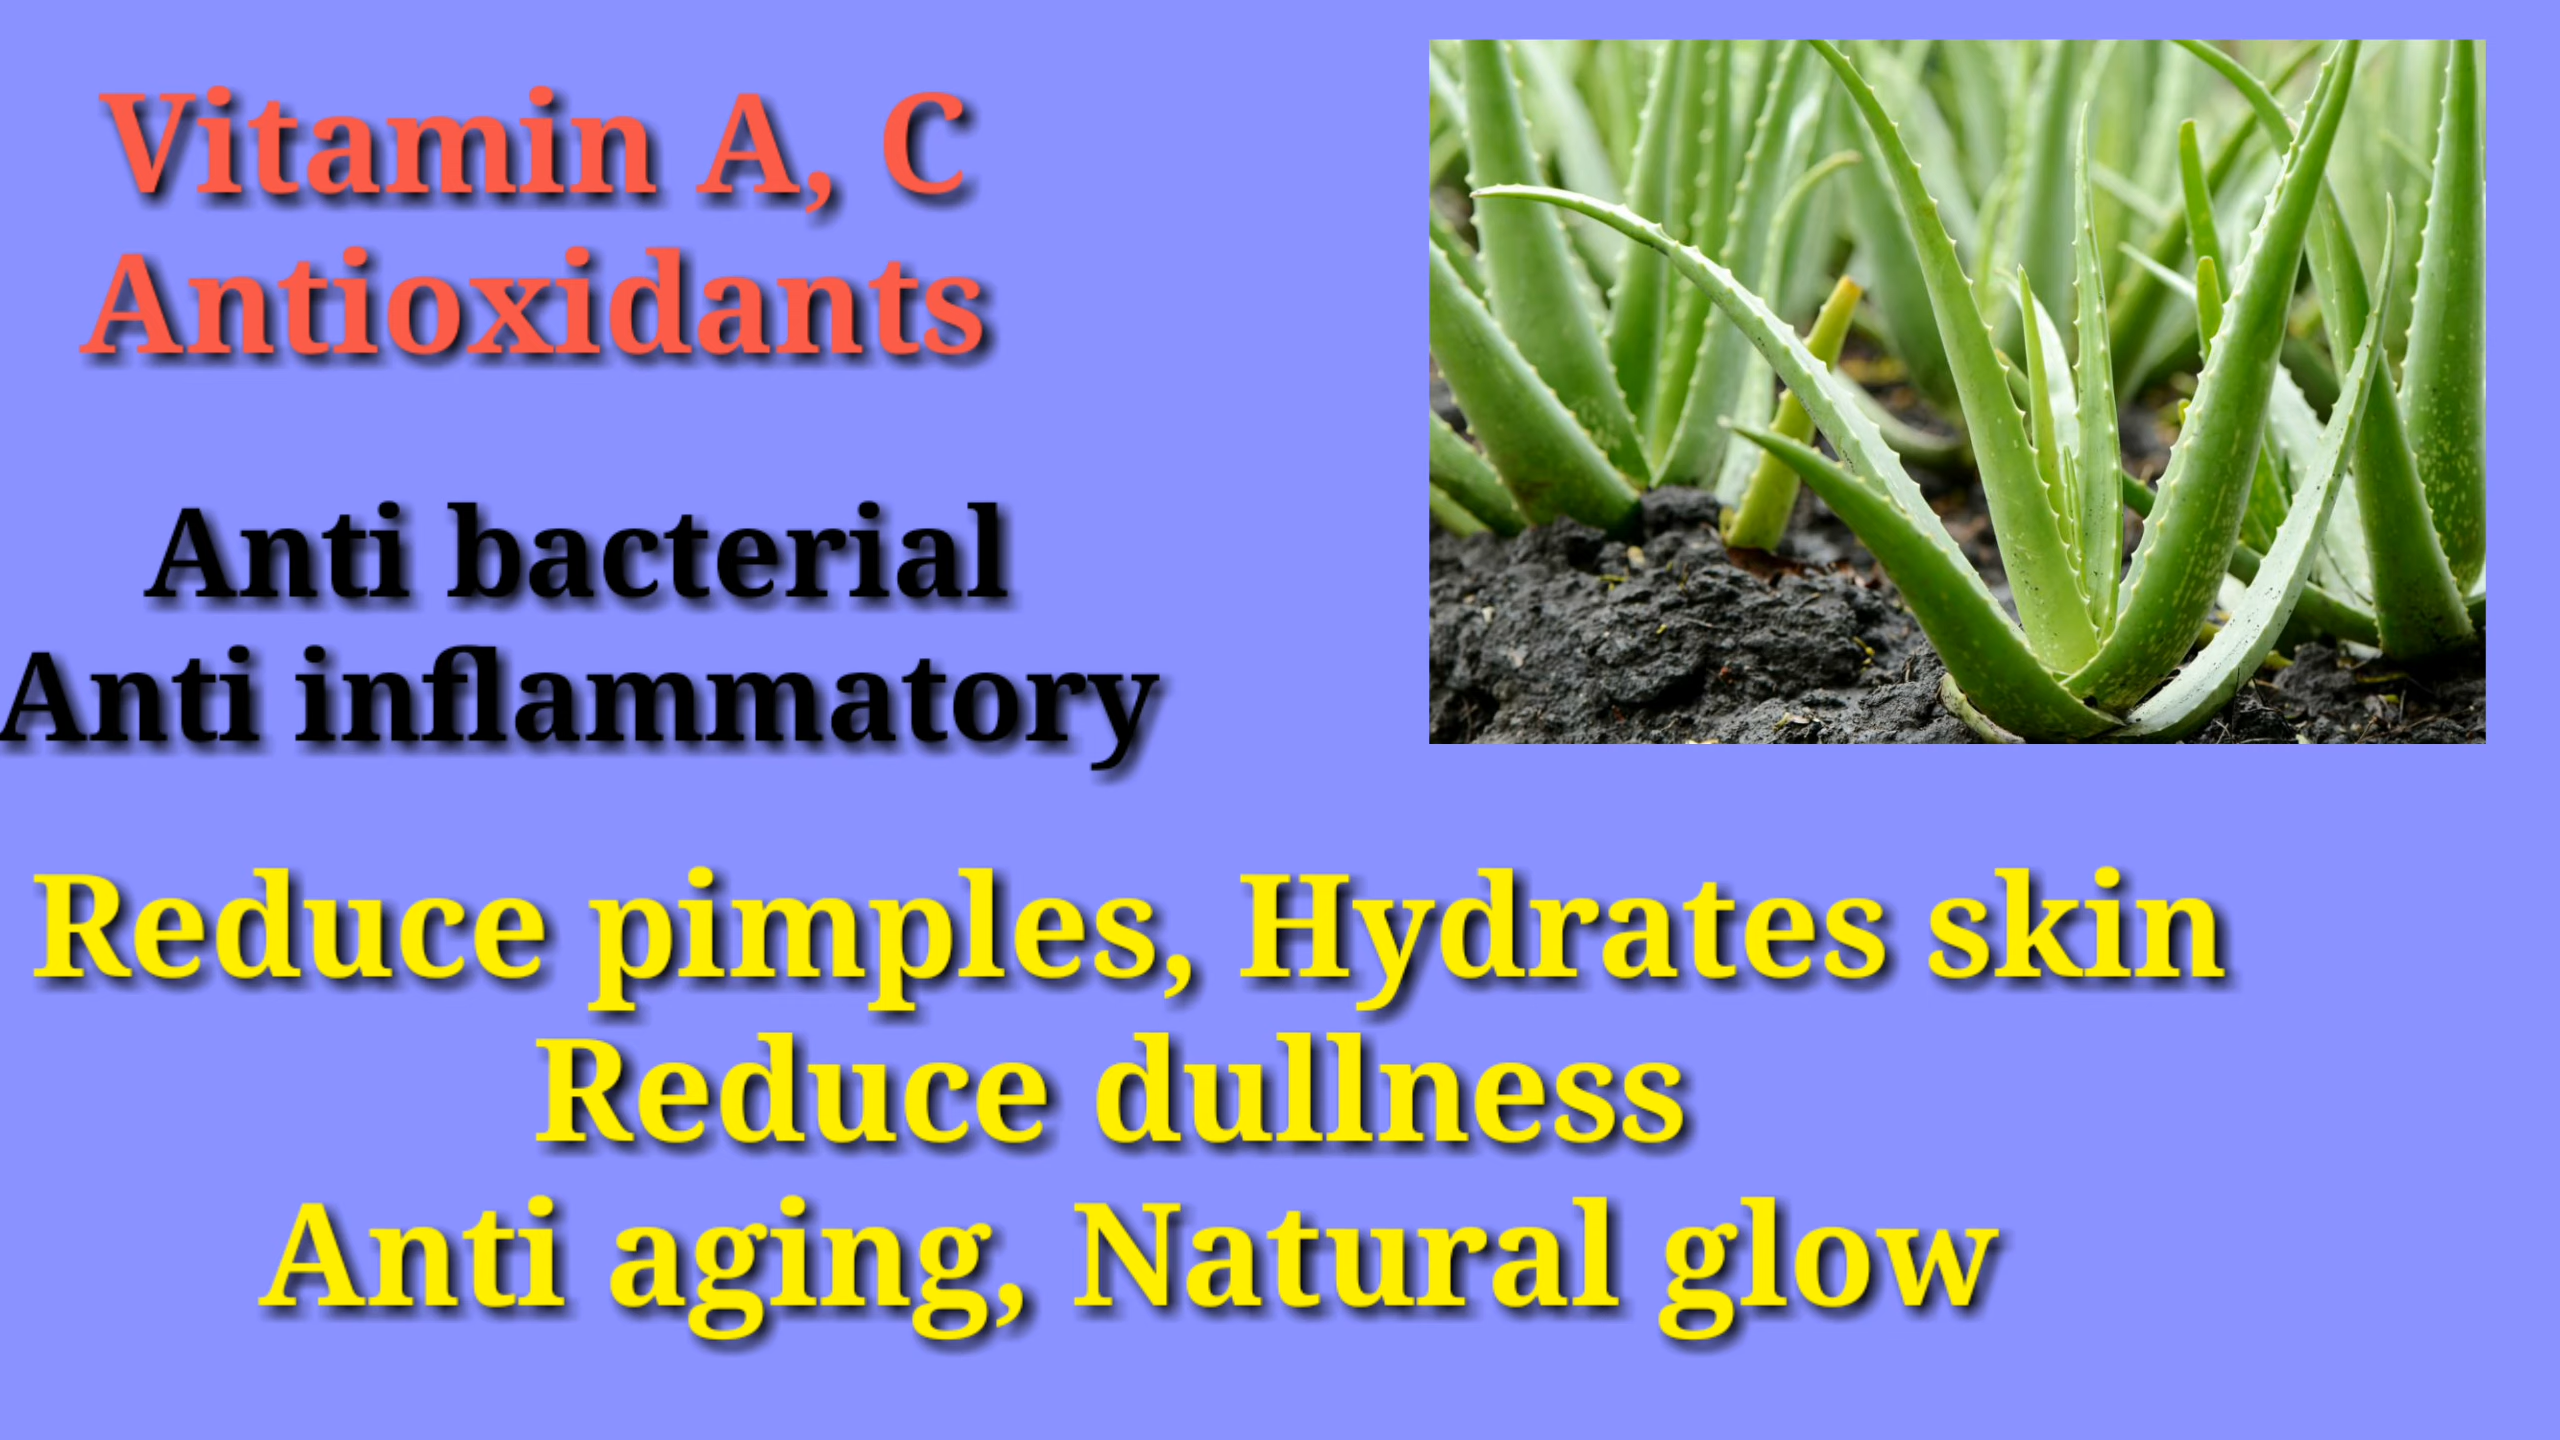 Vitamin A, C
Antioxidants
Anti bacterial
Anti inflammatory
Reduce pimples, Hydrates skin
Reduce dullness
Anti aging, Natural glow